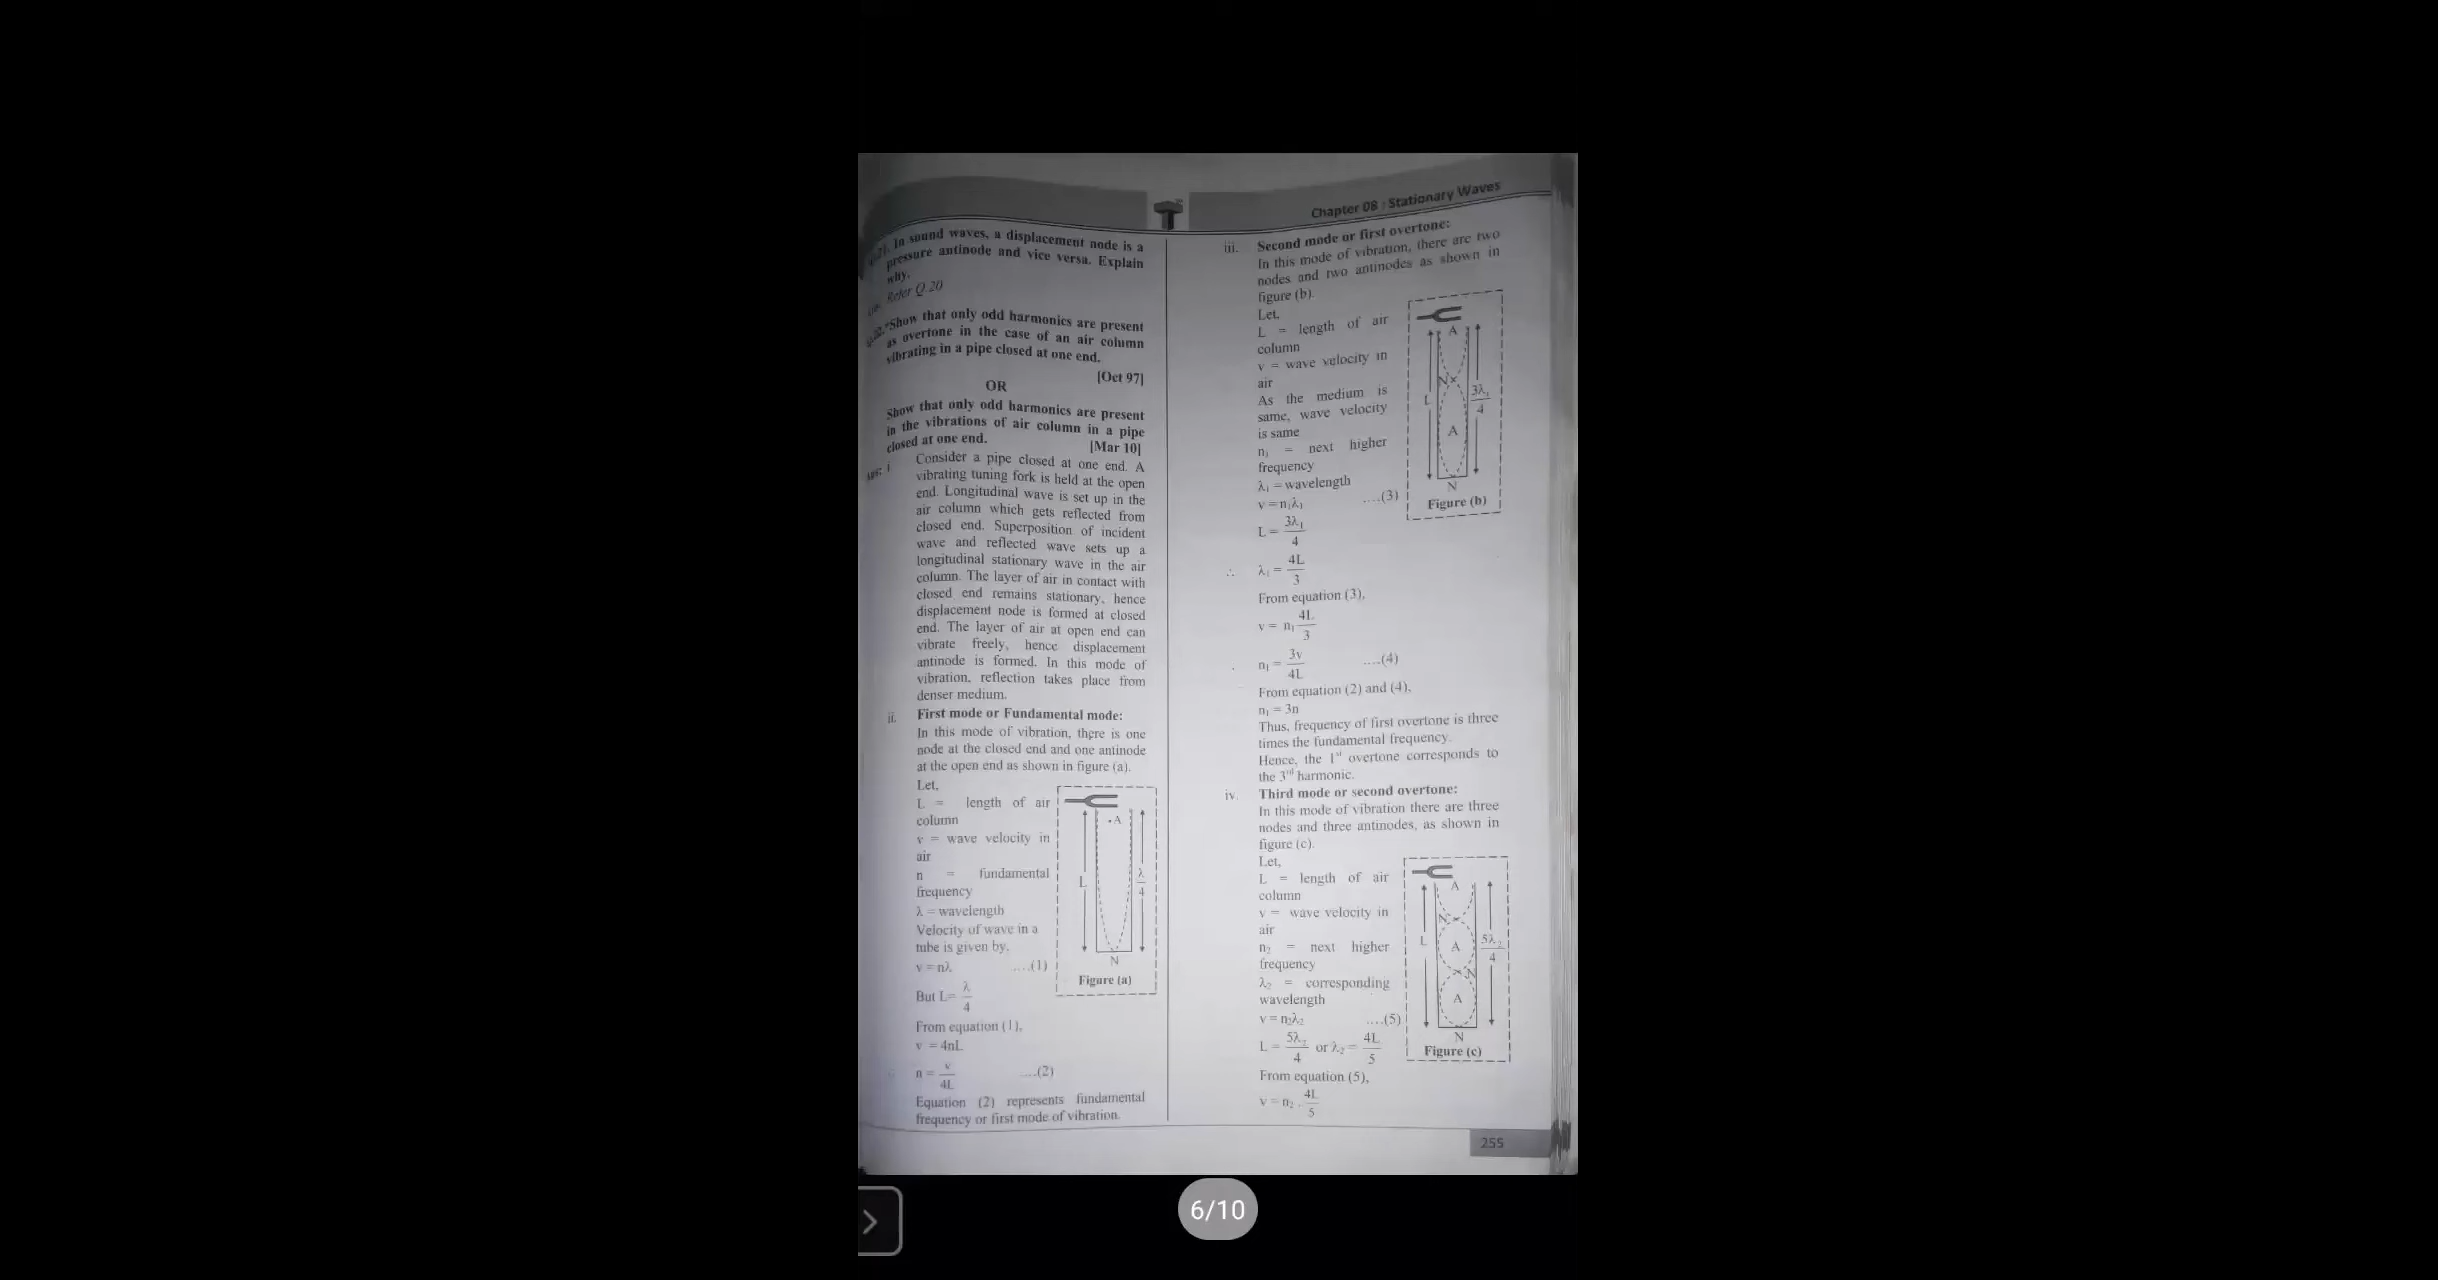 Chapter 08 : Stationary Waves
In sound waves, a displacement node is a
pressure antinode and vice versa. Explain
why.
Refer Q.20
*Show that only odd harmonics are present
as overtone in the case of an air column
vibrating in a pipe closed at one end.
[Oct 97]
OR
Show that only odd harmonics are present
in the vibrations of air column in a pipe
closed at one end. [Mar 10]
Ans: i Consider a pipe closed at one end. A
vibrating tuning fork is held at the open
end. Longitudinal wave is set up in the
air column which gets reflected from
closed end. Superposition of incident
wave and reflected wave sets up a
longitudinal stationary wave in the air
column. The layer of air in contact with
closed end remains stationary, hence
displacement node is formed at closed
end. The layer of air at open end can
vibrate freely, hence displacement
antinode is formed. In this mode of
vibration, reflection takes place from
denser medium.
ii. First mode or Fundamental mode:
In this mode of vibration, there is one
node at the closed end and one antinode
at the open end as shown in figure (a).
Let,
L = length of air
column
v = wave velocity in
air
n = fundamental
frequency
λ = wavelength
Velocity of wave in a
tube is given by,
v = nλ ....(1)
But L = λ/4
From equation (1),
v = 4nL
n = v/4L ....(2)
Equation (2) represents fundamental
frequency or first mode of vibration.
A
L
λ/4
N
Figure (a)
iii. Second mode or first overtone:
In this mode of vibration, there are two
nodes and two antinodes as shown in
figure (b).
Let,
L = length of air
column
v = wave velocity in
air
As the medium is
same, wave velocity
is same
n₁ = next higher
frequency
λ₁ = wavelength
v = n₁λ₁ ....(3)
L = 3λ₁/4
∴ λ₁ = 4L/3
From equation (3),
v = n₁ 4L/3
n₁ = 3v/4L ....(4)
From equation (2) and (4),
n₁ = 3n
Thus, frequency of first overtone is three
times the fundamental frequency.
Hence, the 1st overtone corresponds to
the 3rd harmonic.
A
N
L
3λ₁/4
A
N
Figure (b)
iv. Third mode or second overtone:
In this mode of vibration there are three
nodes and three antinodes, as shown in
figure (c).
Let,
L = length of air
column
v = wave velocity in
air
n₂ = next higher
frequency
λ₂ = corresponding
wavelength
v = n₂λ₂ ....(5)
L = 5λ₂/4 or λ₂ = 4L/5
From equation (5),
v = n₂ . 4L/5
A
N
L
A
5λ₂/4
N
A
N
Figure (c)
255
6/10